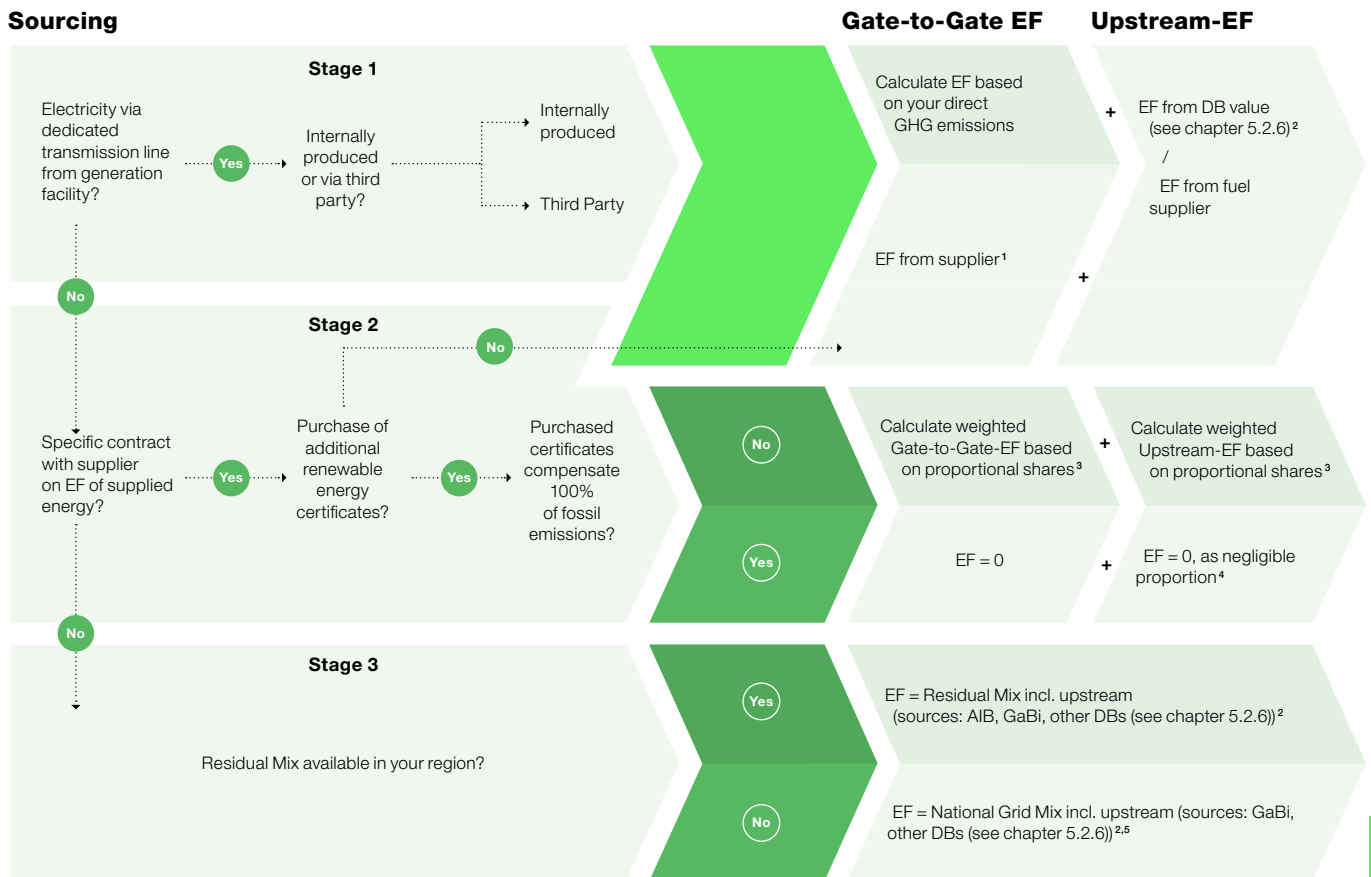 Sourcing
Gate-to-Gate EF
Upstream-EF
Stage 1
Electricity via
dedicated
transmission line
from generation
facility?
Yes
Internally
produced
or via third
party?
Internally
produced
Third Party
Calculate EF based
on your direct
GHG emissions
+
EF from DB value
(see chapter 5.2.6)²
/
EF from fuel
supplier
EF from supplier¹
+
No
Stage 2
No
Specific contract
with supplier
on EF of supplied
energy?
Yes
Purchase of
additional
renewable
energy
certificates?
Yes
Purchased
certificates
compensate
100%
of fossil
emissions?
No
Calculate weighted
Gate-to-Gate-EF based
on proportional shares³
+
Calculate weighted
Upstream-EF based
on proportional shares³
Yes
EF = 0
+
EF = 0, as negligible
proportion⁴
No
Stage 3
Residual Mix available in your region?
Yes
EF = Residual Mix incl. upstream
(sources: AIB, GaBi, other DBs (see chapter 5.2.6))²
No
EF = National Grid Mix incl. upstream (sources: GaBi,
other DBs (see chapter 5.2.6))²,⁵